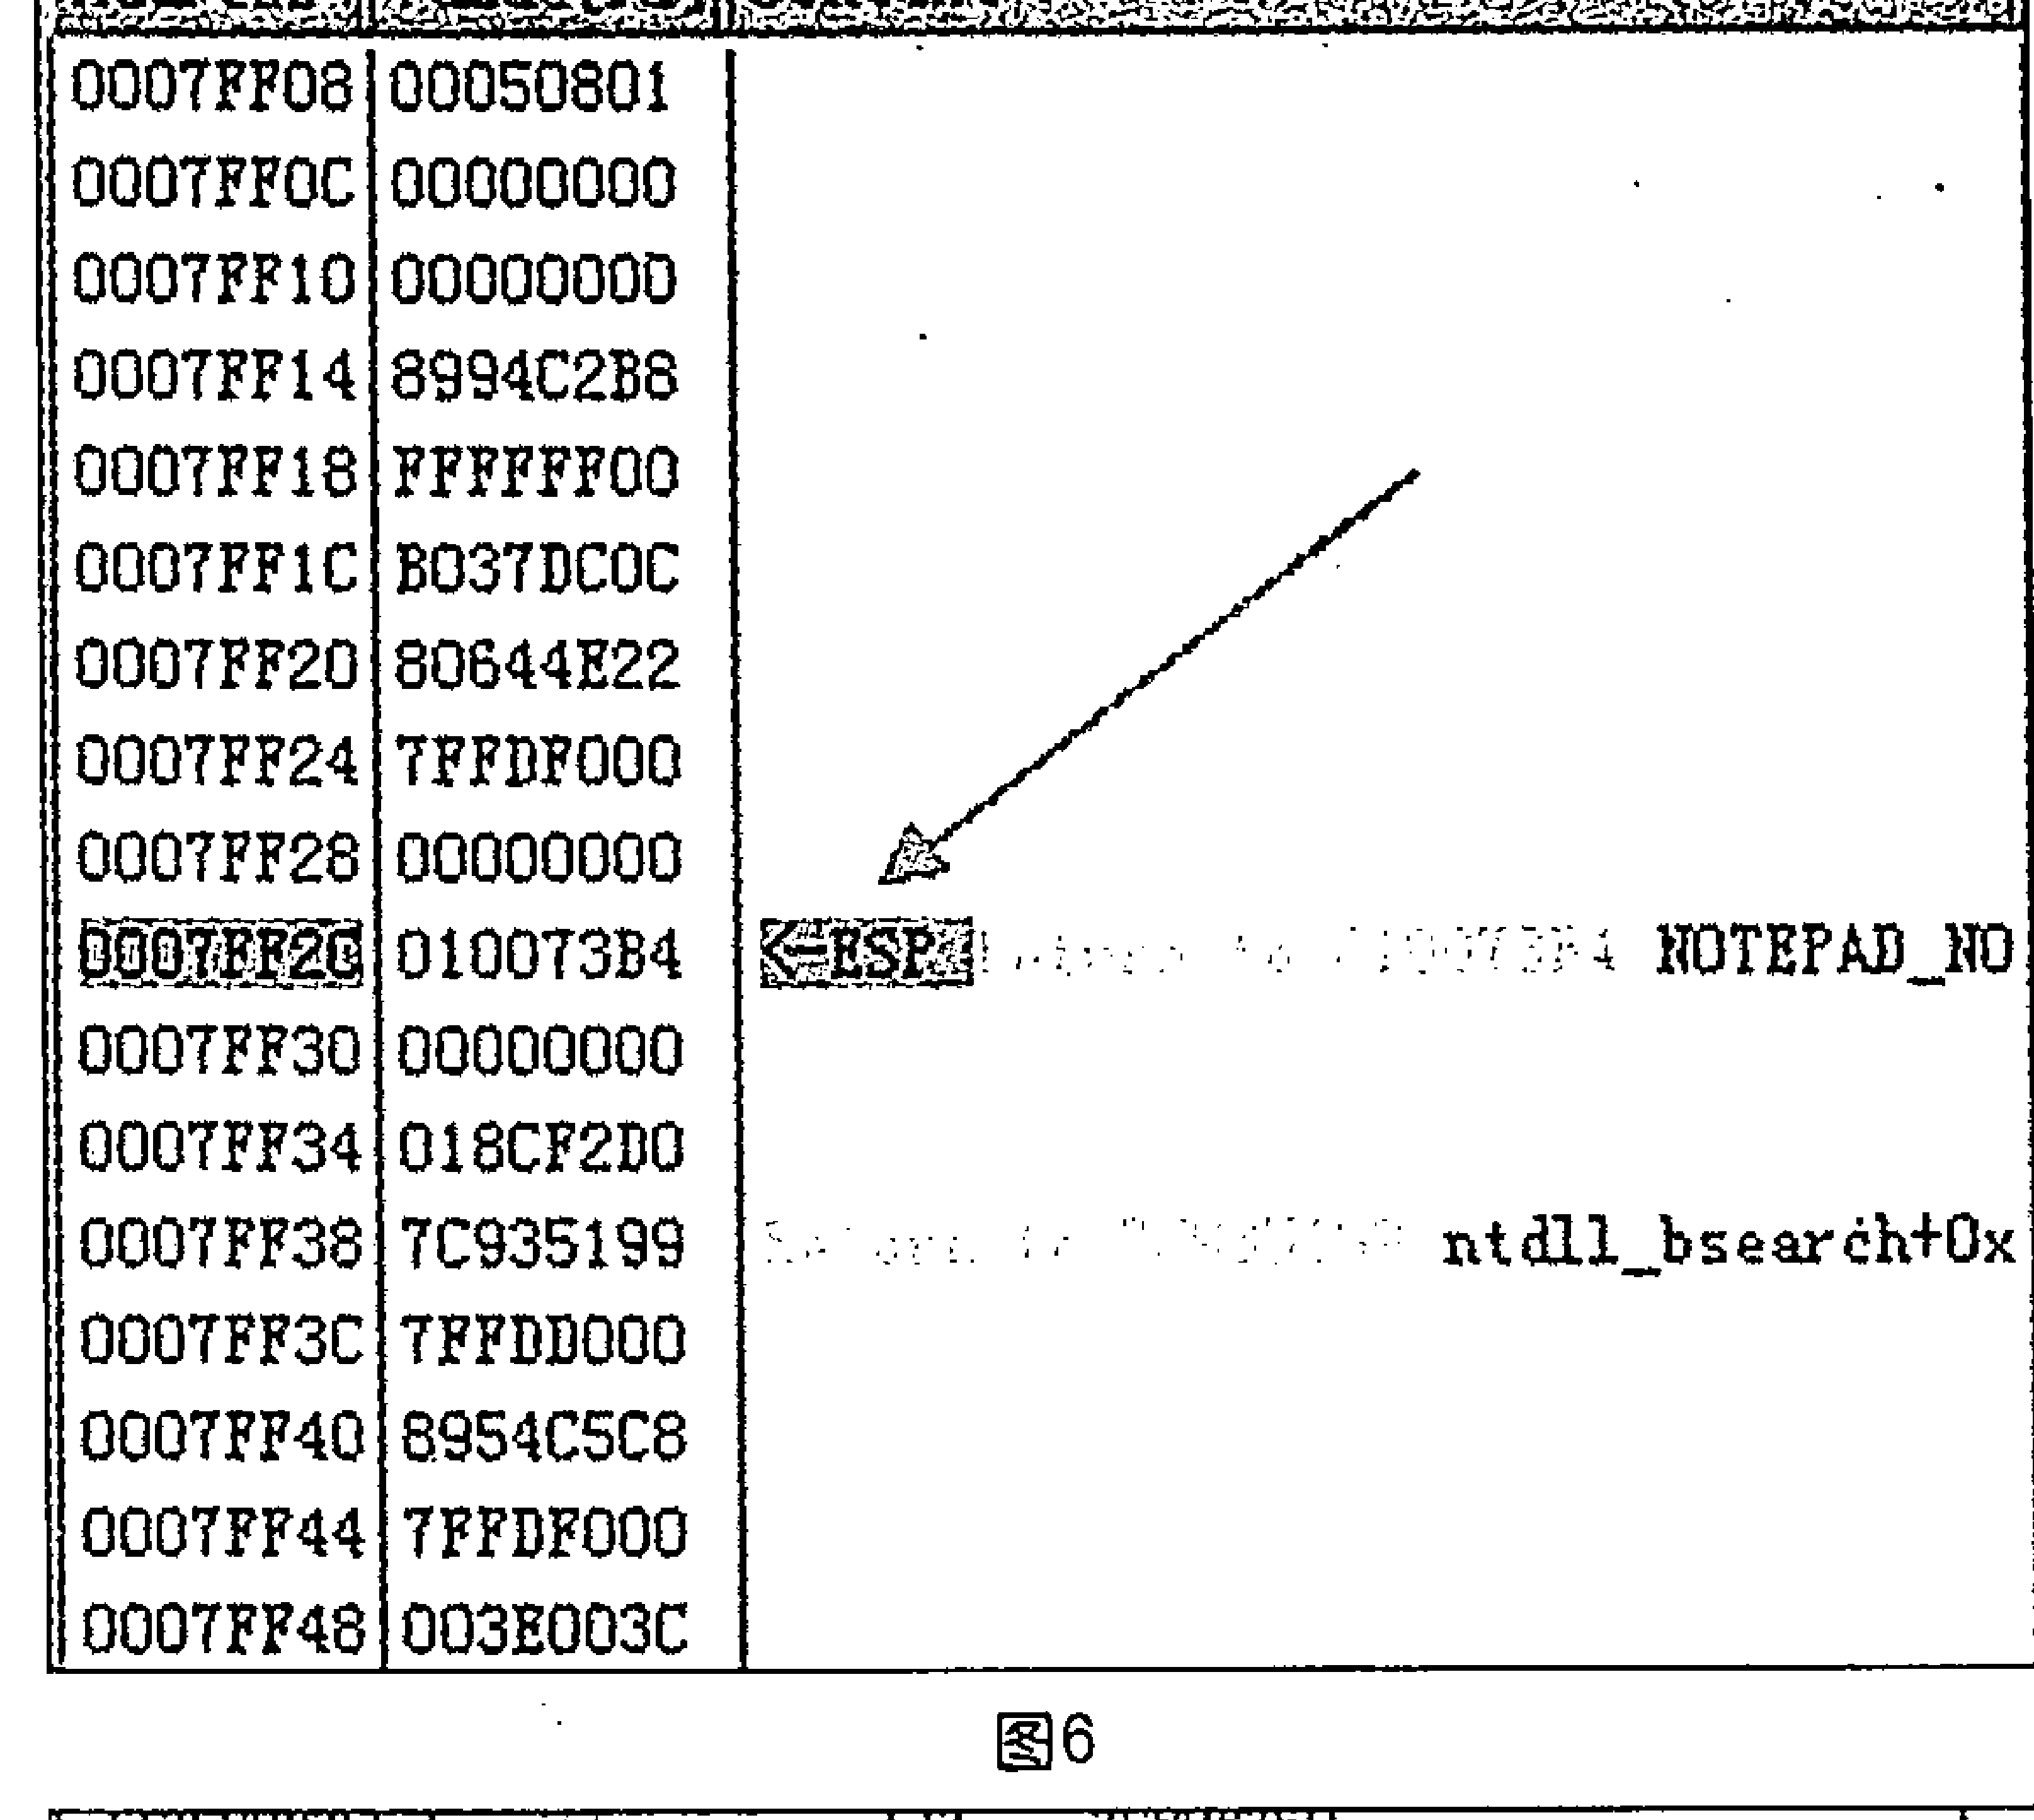 0007FF08 00050801
0007FF0C 00000000
0007FF10 00000000
0007FF14 8994C2B8
0007FF18 FFFFFF00
0007FF1C B037DC0C
0007FF20 80644E22
0007FF24 7FFDF000
0007FF28 00000000
0007FF2C 010073B4 <-ESP NOTEPAD_NO
0007FF30 00000000
0007FF34 018CF2D0
0007FF38 7C935199 ntdll_bsearch+0x
0007FF3C 7FFDD000
0007FF40 8954C5C8
0007FF44 7FFDF000
0007FF48 003E003C
图6